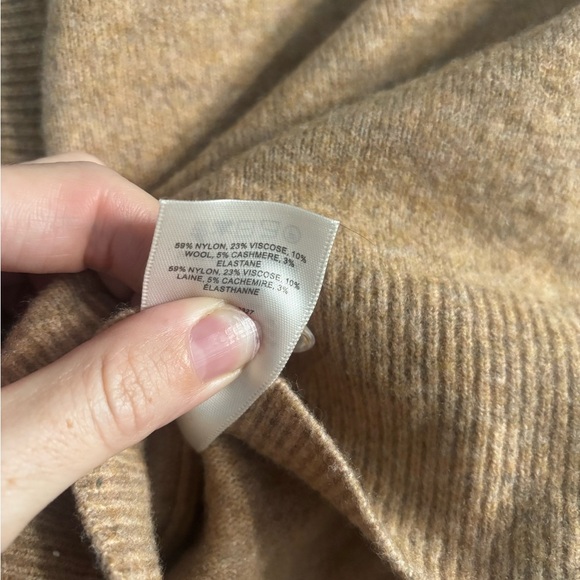 59% NYLON, 23% VISCOSE, 10%
WOOL, 5% CASHMERE, 3%
ELASTANE
59% NYLON, 23% VISCOSE, 10%
LAINE, 5% CACHEMIRE, 3%
ELASTHANNE